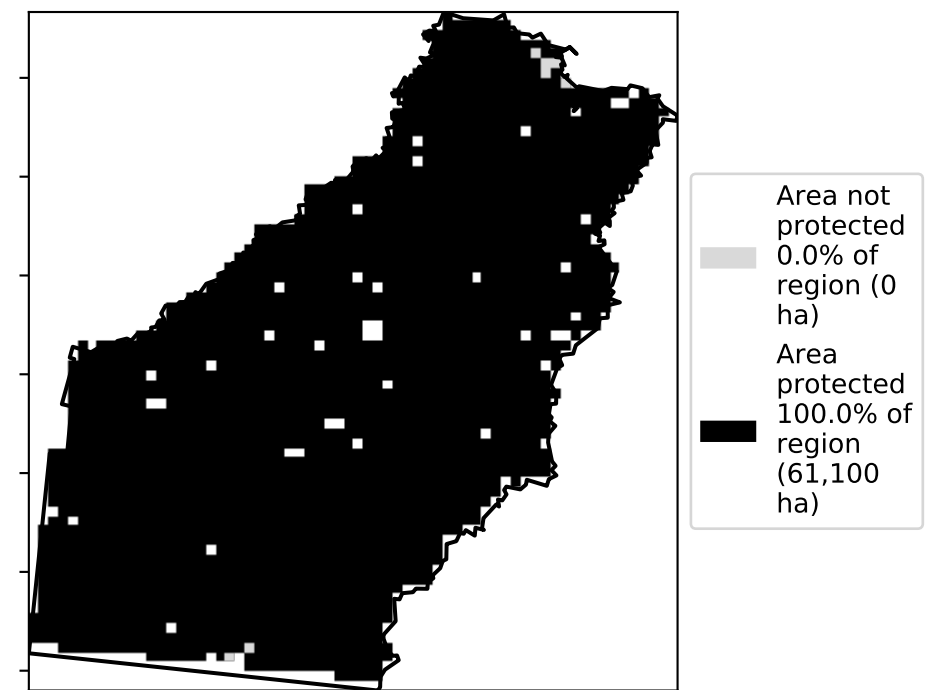 Area not
protected
0.0% of
region (0
ha)
Area
protected
100.0% of
region
(61,100
ha)